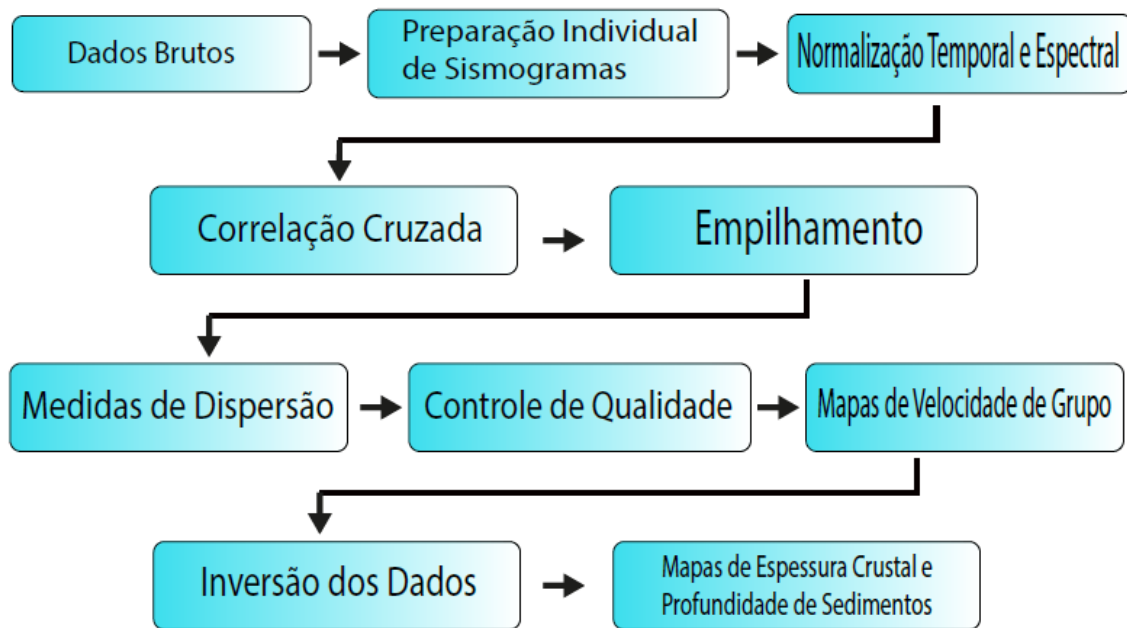 Dados Brutos
Preparação Individual
de Sismogramas
Normalização Temporal e Espectral
Correlação Cruzada
Empilhamento
Medidas de Dispersão
Controle de Qualidade
Mapas de Velocidade de Grupo
Inversão dos Dados
Mapas de Espessura Crustal e
Profundidade de Sedimentos